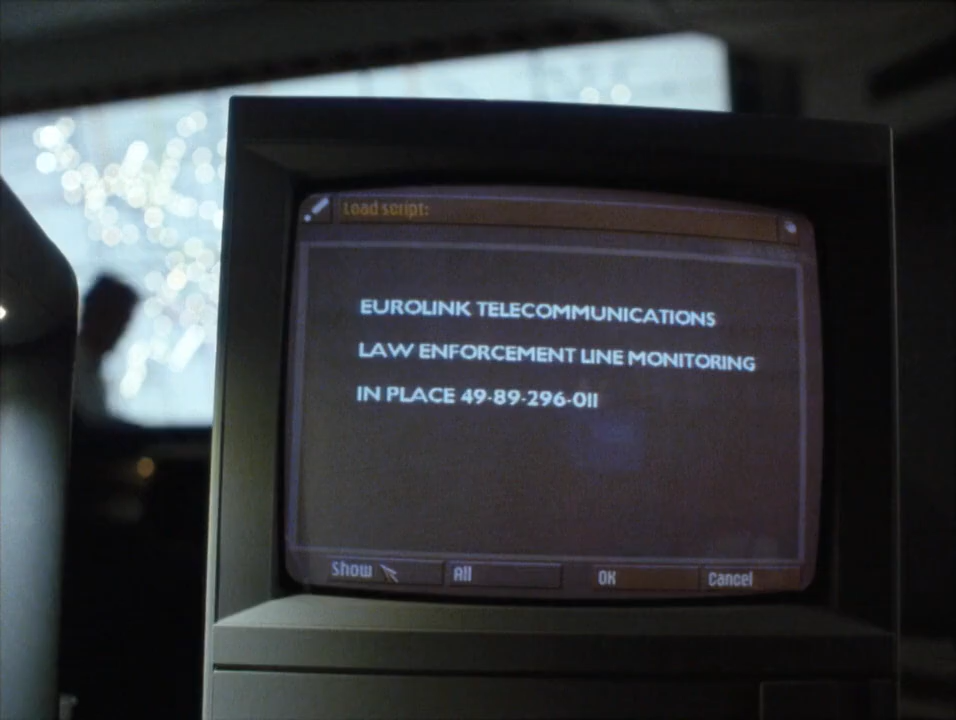 Load script:
EUROLINK TELECOMMUNICATIONS
LAW ENFORCEMENT LINE MONITORING
IN PLACE 49-89-296-011
Show All OK Cancel